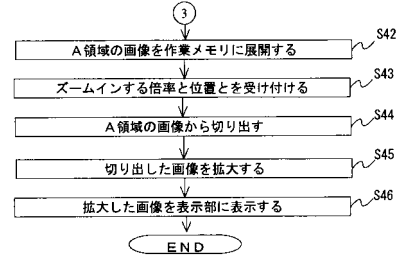 3
S42
A領域の画像を作業メモリに展開する
S43
ズームインする倍率と位置とを受け付ける
S44
A領域の画像から切り出す
S45
切り出した画像を拡大する
S46
拡大した画像を表示部に表示する
END